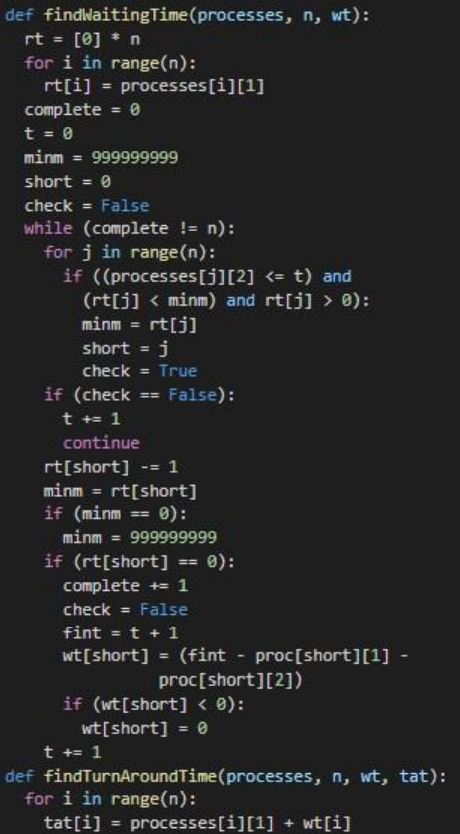 def findWaitingTime(processes, n, wt):
  rt = [0] * n
  for i in range(n):
    rt[i] = processes[i][1]
  complete = 0
  t = 0
  minm = 999999999
  short = 0
  check = False
  while (complete != n):
    for j in range(n):
      if ((processes[j][2] <= t) and
        (rt[j] < minm) and rt[j] > 0):
        minm = rt[j]
        short = j
        check = True
    if (check == False):
      t += 1
      continue
    rt[short] -= 1
    minm = rt[short]
    if (minm == 0):
      minm = 999999999
    if (rt[short] == 0):
      complete += 1
      check = False
      fint = t + 1
      wt[short] = (fint - proc[short][1] -
                proc[short][2])
      if (wt[short] < 0):
        wt[short] = 0
    t += 1
def findTurnAroundTime(processes, n, wt, tat):
  for i in range(n):
    tat[i] = processes[i][1] + wt[i]